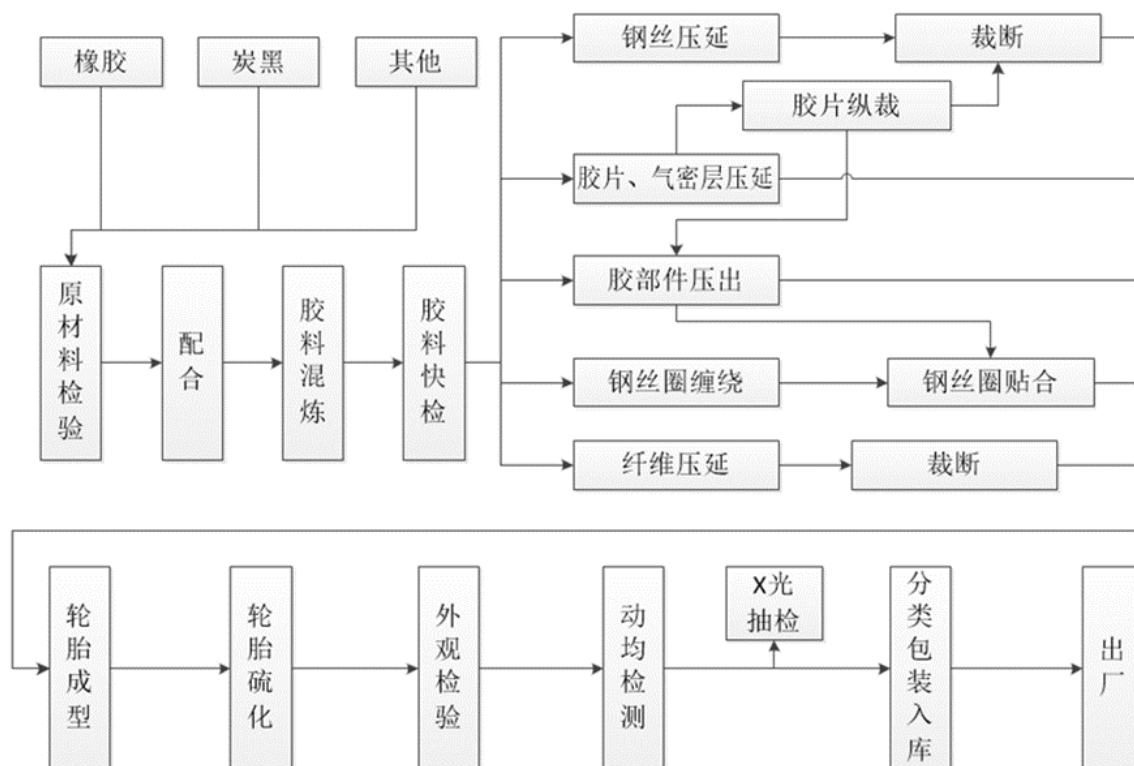 橡胶
炭黑
其他
钢丝压延
裁断
胶片纵裁
胶片、气密层压延
胶部件压出
钢丝圈缠绕
钢丝圈贴合
纤维压延
裁断
原材料检验
配合
胶料混炼
胶料快检
轮胎成型
轮胎硫化
外观检验
动均检测
X光
抽检
分类包装入库
出厂